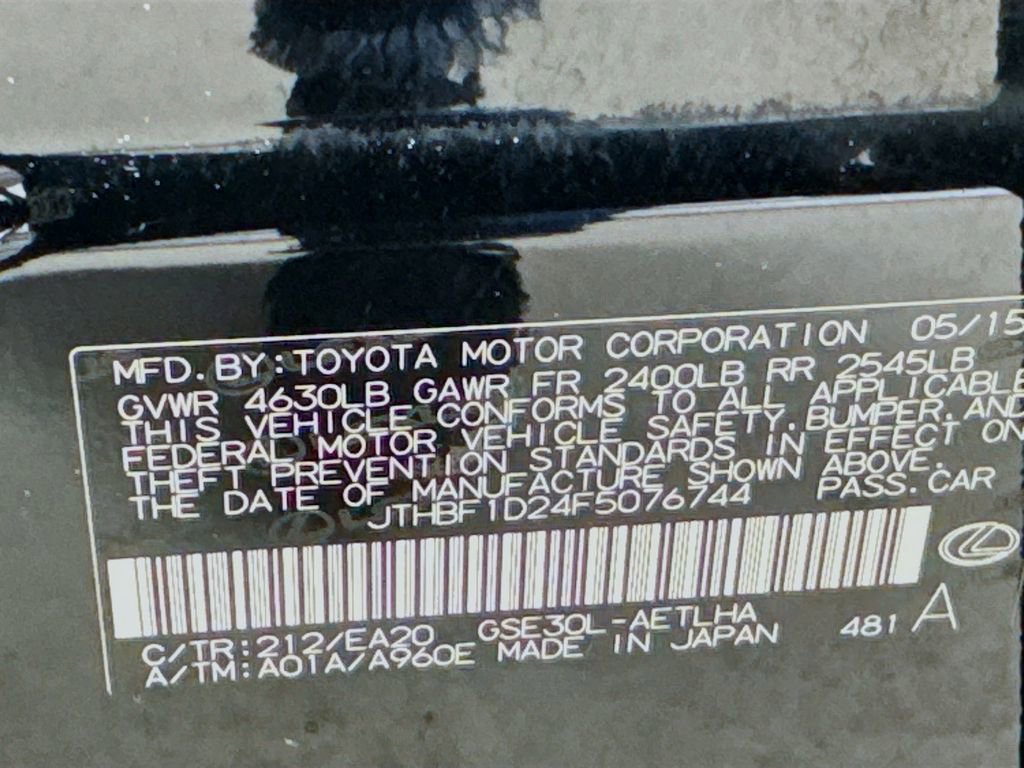 MFD. BY: TOYOTA MOTOR CORPORATION 05/15
GVWR 4630LB GAWR FR 2400LB RR 2545LB
THIS VEHICLE CONFORMS TO ALL APPLICABLE
FEDERAL MOTOR VEHICLE SAFETY, BUMPER, AND
THEFT PREVENTION STANDARDS IN EFFECT ON
THE DATE OF MANUFACTURE SHOWN ABOVE.
JTHBF1D24F5076744 PASS. CAR
C/TR: 212/EA20 GSE30L-AETLHA 481 A
A/TM: A01A/A960E MADE IN JAPAN